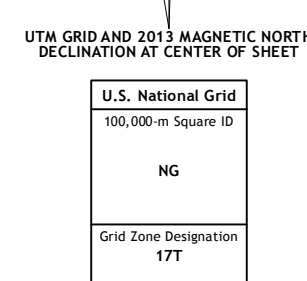 UTM GRID AND 2013 MAGNETIC NORTH
DECLINATION AT CENTER OF SHEET
U.S. National Grid
100,000-m Square ID
NG
Grid Zone Designation
17T